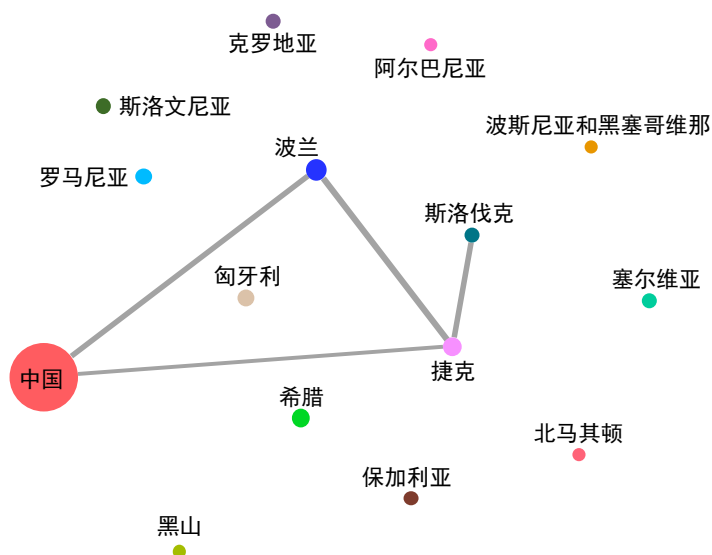 克罗地亚
阿尔巴尼亚
斯洛文尼亚
波斯尼亚和黑塞哥维那
波兰
罗马尼亚
斯洛伐克
匈牙利
塞尔维亚
中国
捷克
希腊
北马其顿
保加利亚
黑山